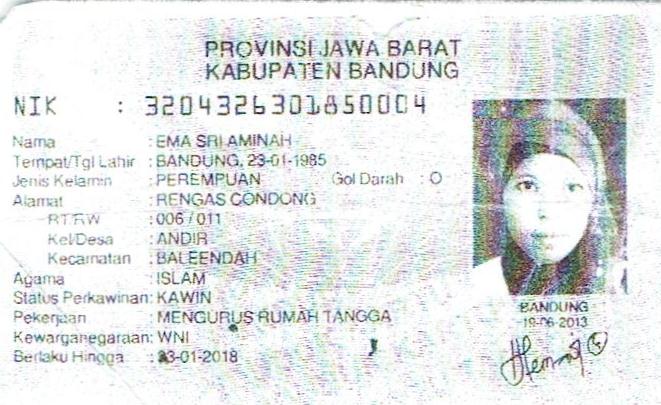 PROVINSI JAWA BARAT
KABUPATEN BANDUNG
NIK : 3204326301850004
Nama : EMA SRI AMINAH
Tempat/Tgl Lahir : BANDUNG, 23-01-1985
Jenis Kelamin : PEREMPUAN Gol Darah : O
Alamat : RENGAS CONDONG
RT/RW : 006 / 011
Kel/Desa : ANDIR
Kecamatan : BALEENDAH
Agama : ISLAM
Status Perkawinan: KAWIN
Pekerjaan : MENGURUS RUMAH TANGGA
Kewarganegaraan: WNI
Berlaku Hingga : 23-01-2018
BANDUNG
19-06-2013